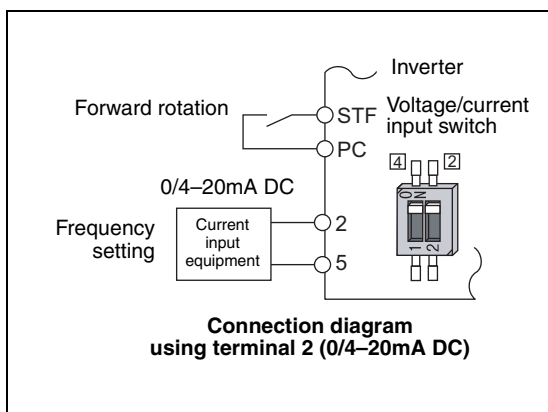 Inverter
Forward rotation
STF
Voltage/current
input switch
PC
4
2
0/4–20mA DC
ON
Frequency
setting
Current
input
equipment
2
5
1
2
Connection diagram
using terminal 2 (0/4–20mA DC)